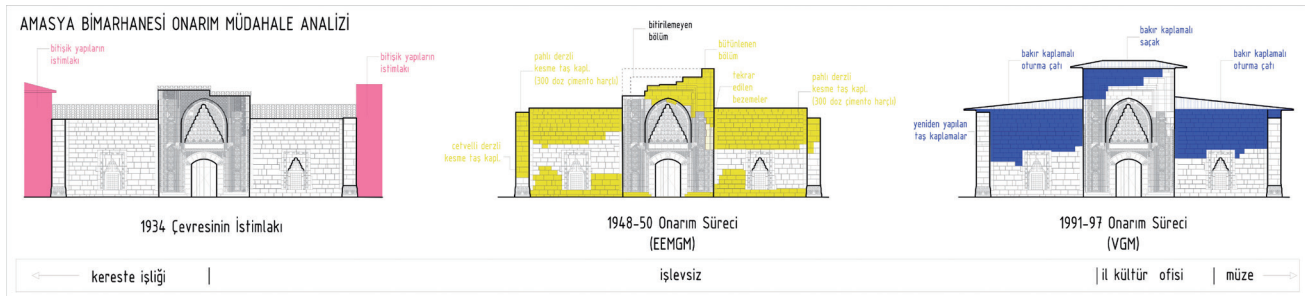 AMASYA BİMARHANESİ ONARIM MÜDAHALE ANALİZİ
bitişik yapıların
istimlakı
bitişik yapıların
istimlakı
1934 Çevresinin İstimlakı
bitirilemeyen
bölüm
pahlı derzli
kesme taş kapl.
(300 doz çimento harçlı)
bütünlenen
bölüm
tekrar
edilen
bezemeler
pahlı derzli
kesme taş kapl.
(300 doz çimento harçlı)
cetvelli derzli
kesme taş kapl.
1948-50 Onarım Süreci
(EEMGM)
bakır kaplamalı
saçak
bakır kaplamalı
oturma çatı
bakır kaplamalı
oturma çatı
yeniden yapılan
taş kaplamalar
1991-97 Onarım Süreci
(VGM)
kereste işliği
işlevsiz
il kültür ofisi
müze